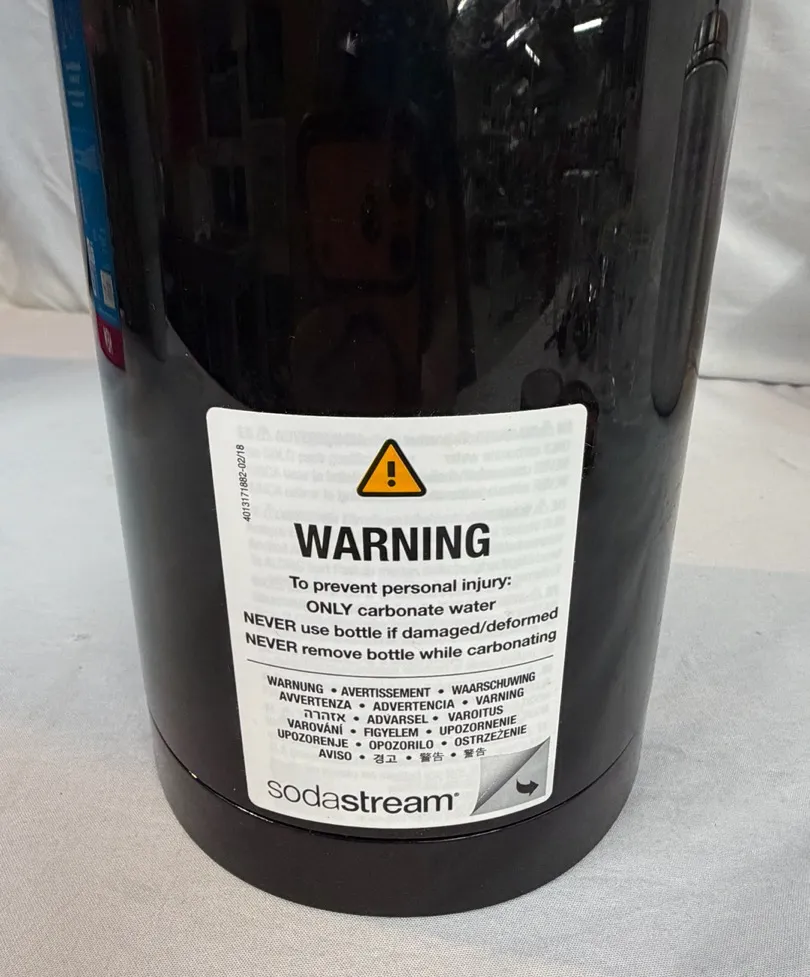 4013171882-02/18
WARNING
To prevent personal injury:
ONLY carbonate water
NEVER use bottle if damaged/deformed
NEVER remove bottle while carbonating
WARNUNG • AVERTISSEMENT • WAARSCHUWING
AVVERTENZA • ADVERTENCIA • VARNING
אזהרה • ADVARSEL • VAROITUS
VAROVÁNÍ • FIGYELEM • UPOZORNENIE
UPOZORENJE • OPOZORILO • OSTRZEŻENIE
AVISO • 경고 • 警告 • 警告
sodastream